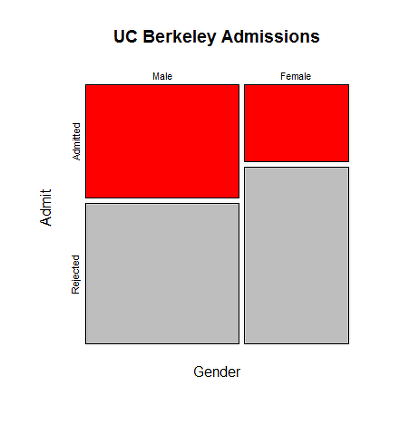 UC Berkeley Admissions
Male
Female
Admitted
Rejected
Admit
Gender